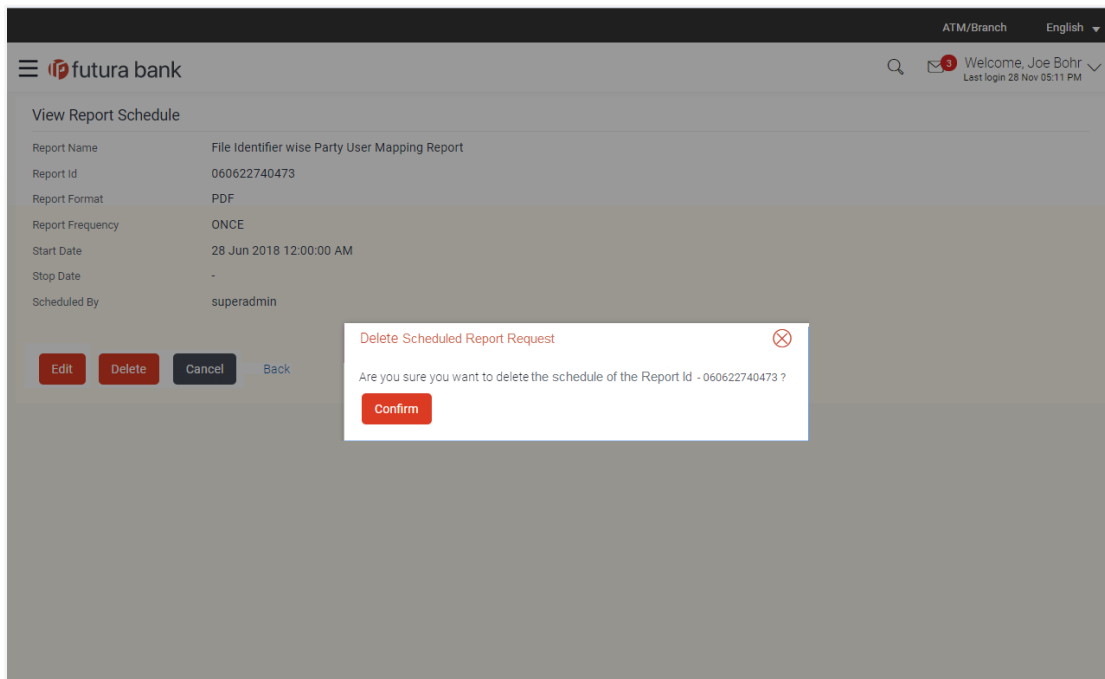 ATM/Branch English
futura bank
3
Welcome, Joe Bohr
Last login 28 Nov 05:11 PM
View Report Schedule
Report Name File Identifier wise Party User Mapping Report
Report Id 060622740473
Report Format PDF
Report Frequency ONCE
Start Date 28 Jun 2018 12:00:00 AM
Stop Date -
Scheduled By superadmin
Edit Delete Cancel Back
Delete Scheduled Report Request
Are you sure you want to delete the schedule of the Report Id - 060622740473 ?
Confirm